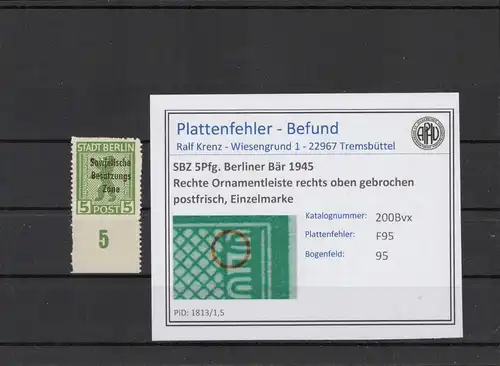 STADT BERLIN
Sowjetische
Besatzungs
Zone
5 POST 5
5
Plattenfehler - Befund
Ralf Krenz - Wiesengrund 1 - 22967 Tremsbüttel
SBZ 5Pfg. Berliner Bär 1945
Rechte Ornamentleiste rechts oben gebrochen
postfrisch, Einzelmarke
Katalognummer: 200Bvx
Plattenfehler: F95
Bogenfeld: 95
PID: 1813/1,5